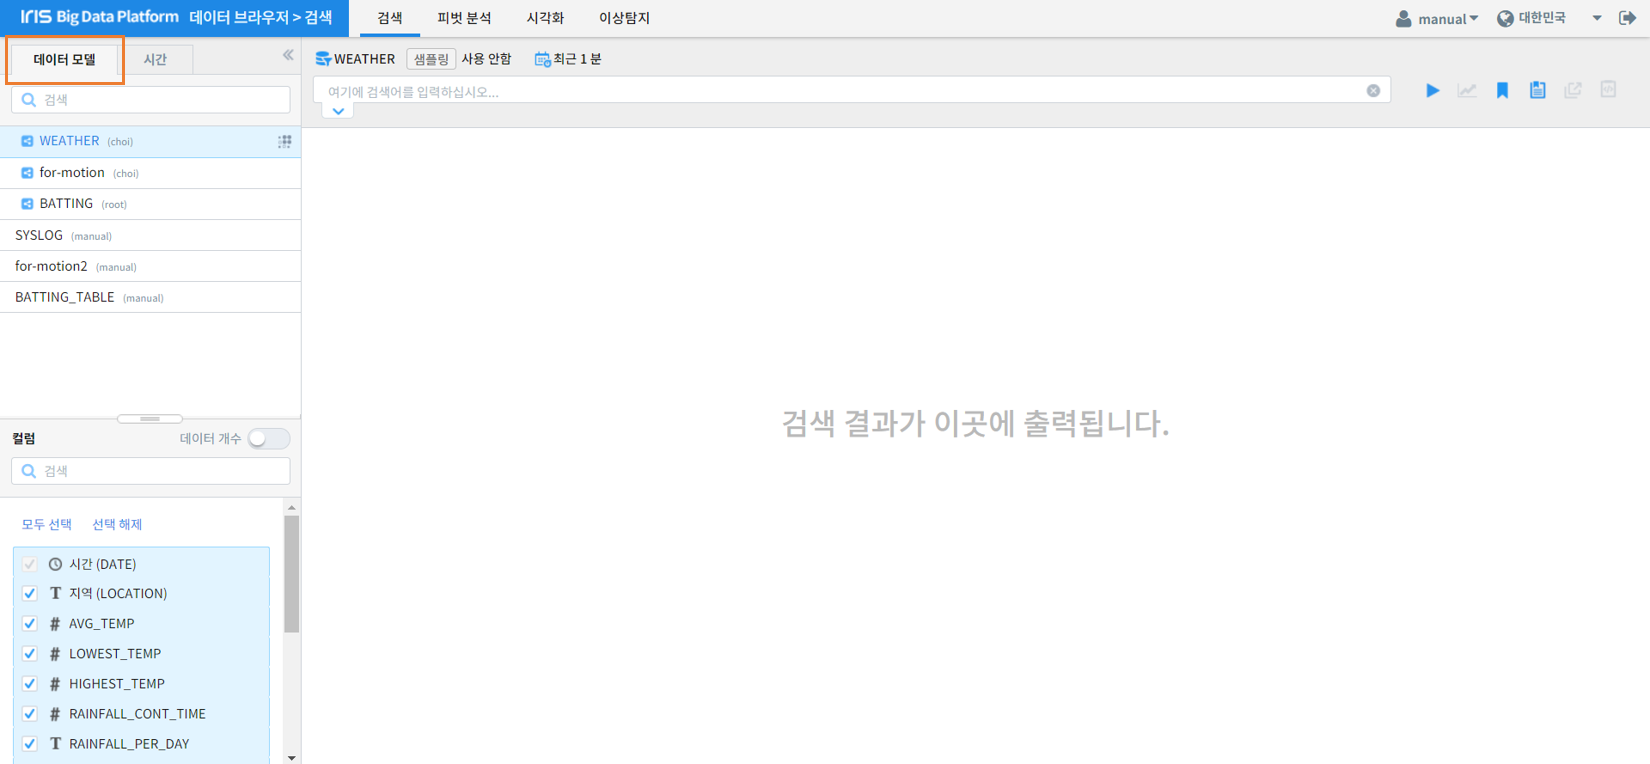 IRIS Big Data Platform 데이터 브라우저 > 검색
검색 피벗 분석 시각화 이상탐지
manual 대한민국
데이터 모델 시간
WEATHER 샘플링 사용 안함 최근 1 분
검색
여기에 검색어를 입력하십시오...
WEATHER (choi)
for-motion (choi)
BATTING (root)
SYSLOG (manual)
for-motion2 (manual)
BATTING_TABLE (manual)
검색 결과가 이곳에 출력됩니다.
컬럼 데이터 개수
검색
모두 선택 선택 해제
시간 (DATE)
T 지역 (LOCATION)
# AVG_TEMP
# LOWEST_TEMP
# HIGHEST_TEMP
# RAINFALL_CONT_TIME
T RAINFALL_PER_DAY